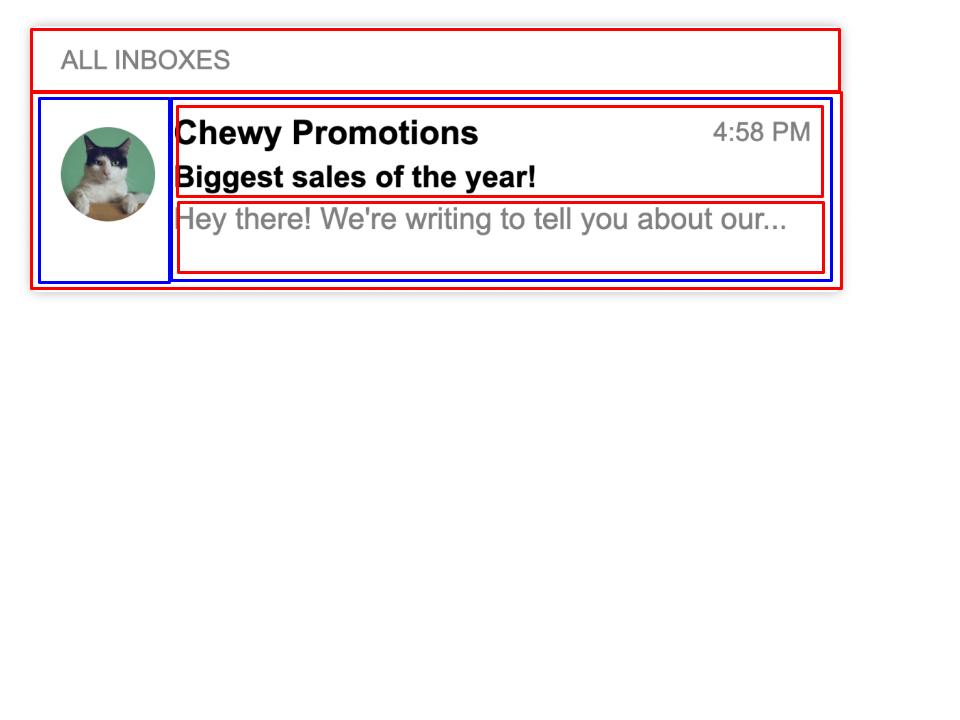 ALL INBOXES
Chewy Promotions 4:58 PM
Biggest sales of the year!
Hey there! We're writing to tell you about our...